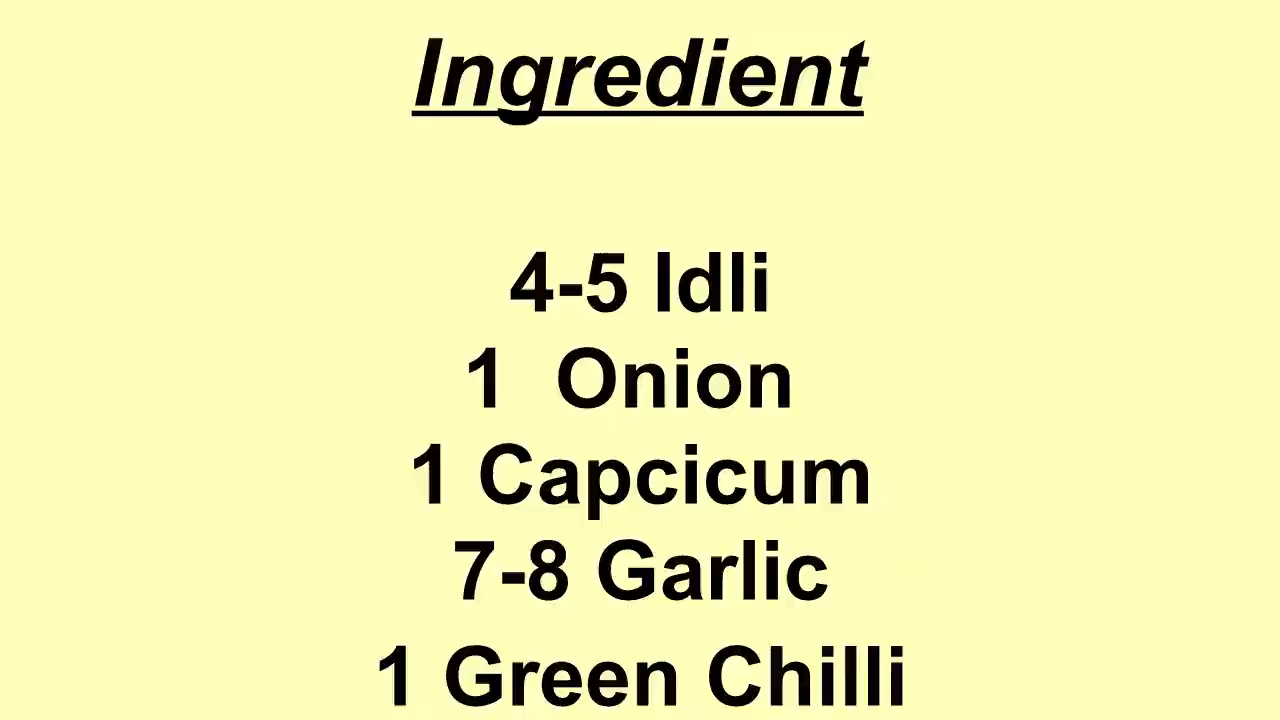 Ingredient
4-5 Idli
1  Onion
1 Capcicum
7-8 Garlic
1 Green Chilli